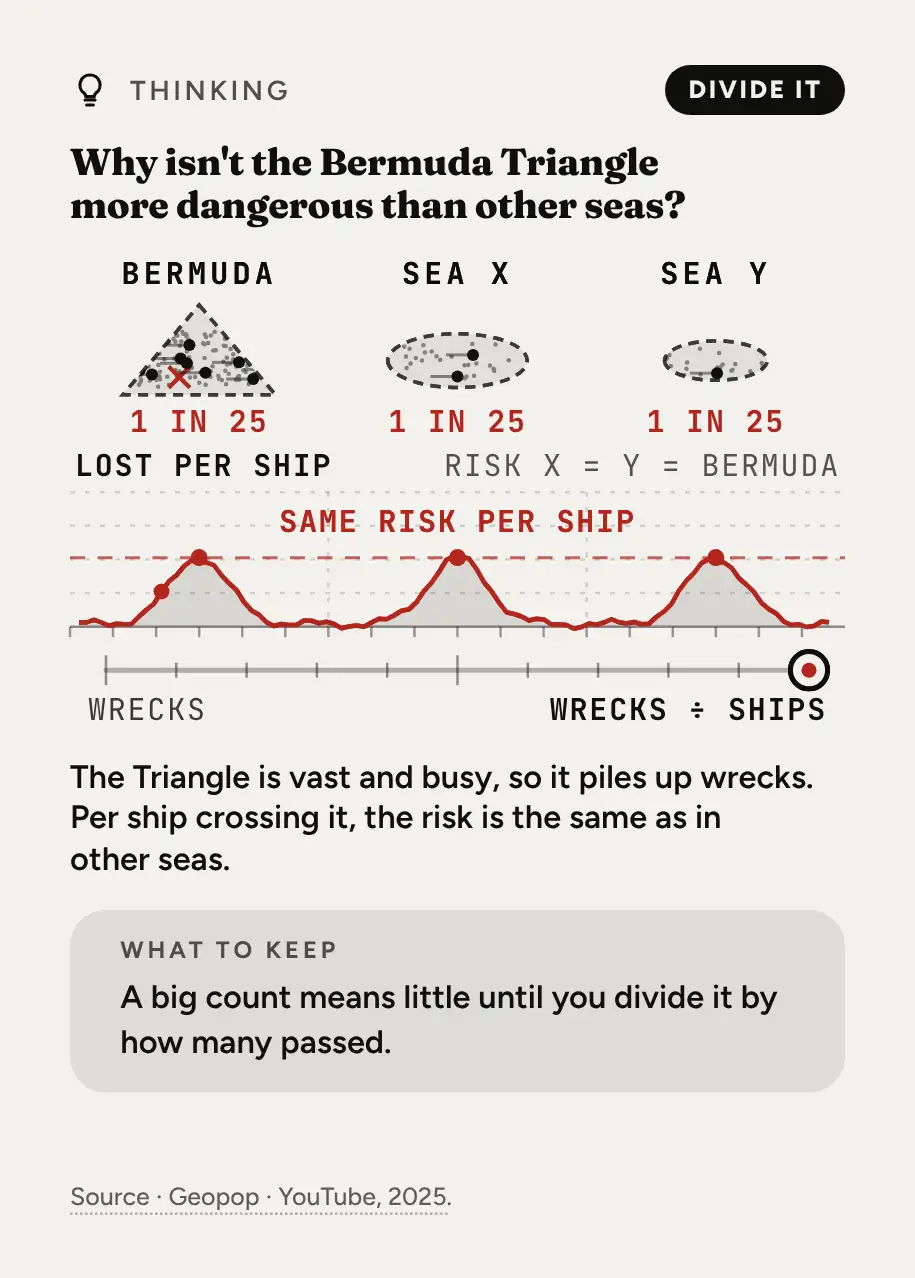 THINKING
DIVIDE IT
Why isn't the Bermuda Triangle
more dangerous than other seas?
BERMUDA
SEA X
SEA Y
1 IN 25
1 IN 25
1 IN 25
LOST PER SHIP
RISK X = Y = BERMUDA
SAME RISK PER SHIP
WRECKS
WRECKS ÷ SHIPS
The Triangle is vast and busy, so it piles up wrecks.
Per ship crossing it, the risk is the same as in
other seas.
WHAT TO KEEP
A big count means little until you divide it by
how many passed.
Source · Geopop · YouTube, 2025.